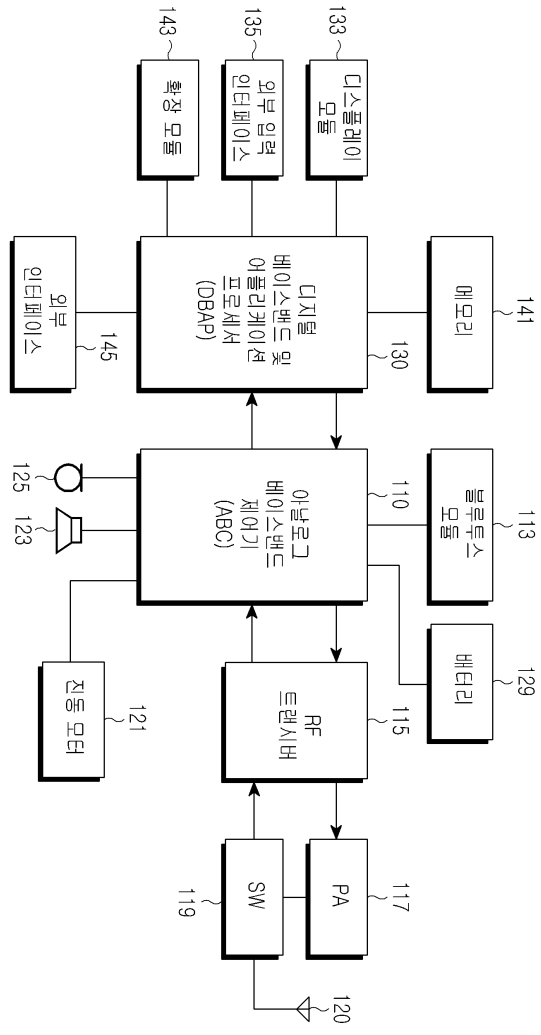 141
113
129
메모리
블루투스
모듈
배터리
130
110
115
117
133
디스플레이
모듈
PA
120
135
외부 입력
인터페이스
디지털
베이스밴드 및
어플리케이션
프로세서
(DBAP)
아날로그
베이스밴드
제어기
(ABC)
RF
트랜시버
SW
119
143
확장 모듈
145
121
외부
인터페이스
125
123
진동 모터